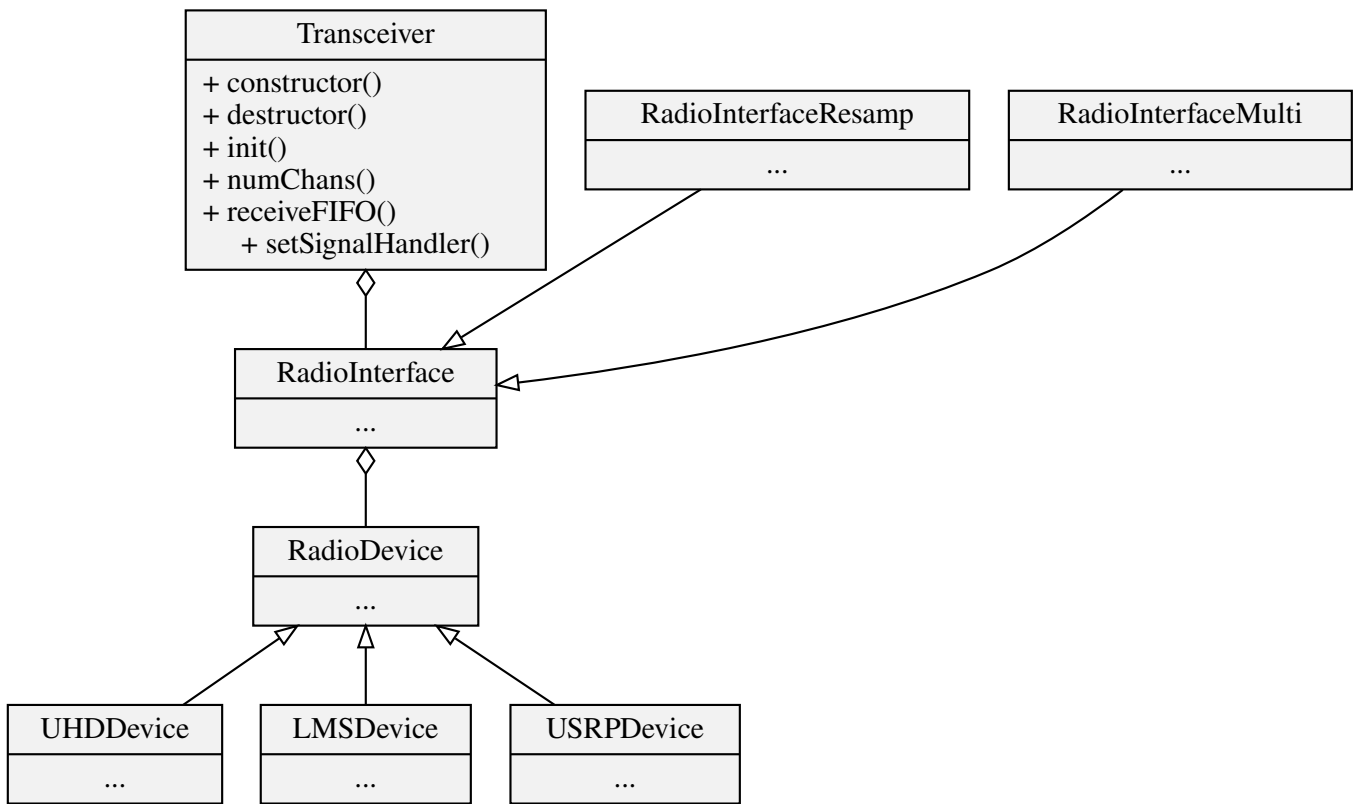 Transceiver
+ constructor()
+ destructor()
+ init()
+ numChans()
+ receiveFIFO()
+ setSignalHandler()
RadioInterfaceResamp
...
RadioInterfaceMulti
...
RadioInterface
...
RadioDevice
...
UHDDevice
...
LMSDevice
...
USRPDevice
...